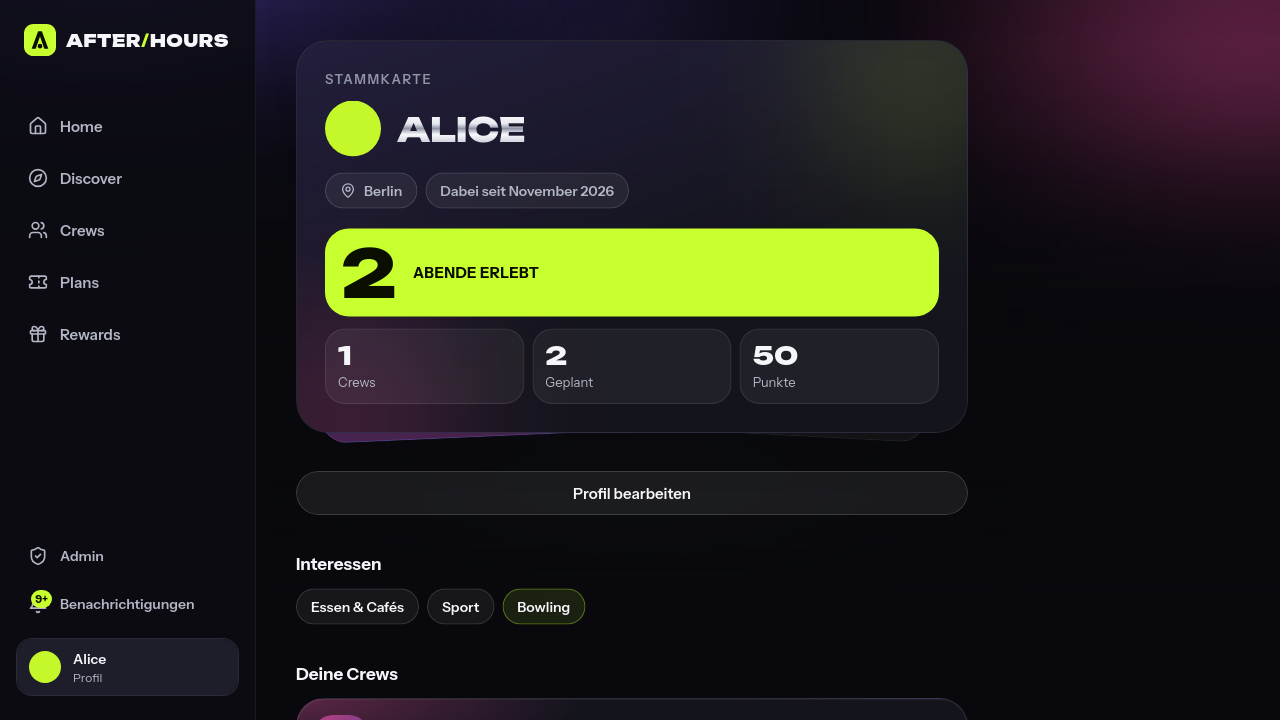 AFTER/HOURS
Home
Discover
Crews
Plans
Rewards
Admin
9+
Benachrichtigungen
Alice
Profil
STAMMKARTE
ALICE
Berlin
Dabei seit November 2026
2
ABENDE ERLEBT
1
Crews
2
Geplant
50
Punkte
Profil bearbeiten
Interessen
Essen & Cafés
Sport
Bowling
Deine Crews